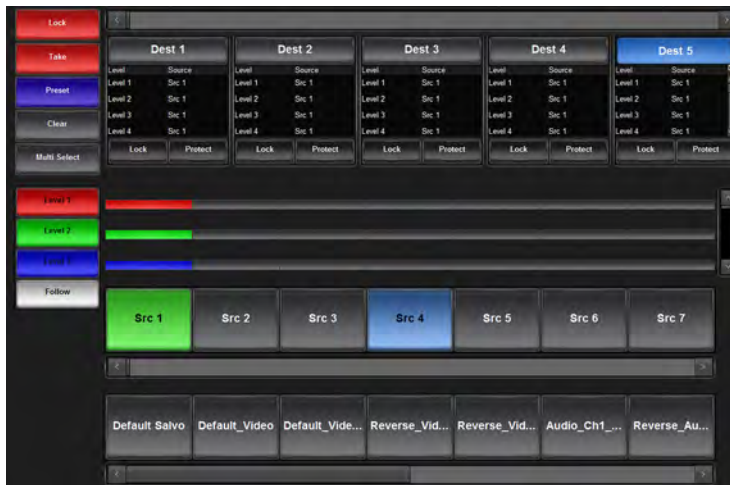 Lock
Take
Preset
Clear
Multi Select
Dest 1 Dest 2 Dest 3 Dest 4 Dest 5
Level Source Level Source Level Source Level Source Level Source
Level 1 Src 1 Level 1 Src 1 Level 1 Src 1 Level 1 Src 1 Level 1 Src 1
Level 2 Src 1 Level 2 Src 1 Level 2 Src 1 Level 2 Src 1 Level 2 Src 1
Level 3 Src 1 Level 3 Src 1 Level 3 Src 1 Level 3 Src 1 Level 3 Src 1
Level 4 Src 1 Level 4 Src 1 Level 4 Src 1 Level 4 Src 1 Level 4 Src 1
Lock Protect Lock Protect Lock Protect Lock Protect Lock Protect
Level 1
Level 2
Level 3
Follow
Src 1 Src 2 Src 3 Src 4 Src 5 Src 6 Src 7
Default Salvo Default_Video Default_Vide... Reverse_Vid... Reverse_Vid... Audio_Ch1_... Reverse_Au...